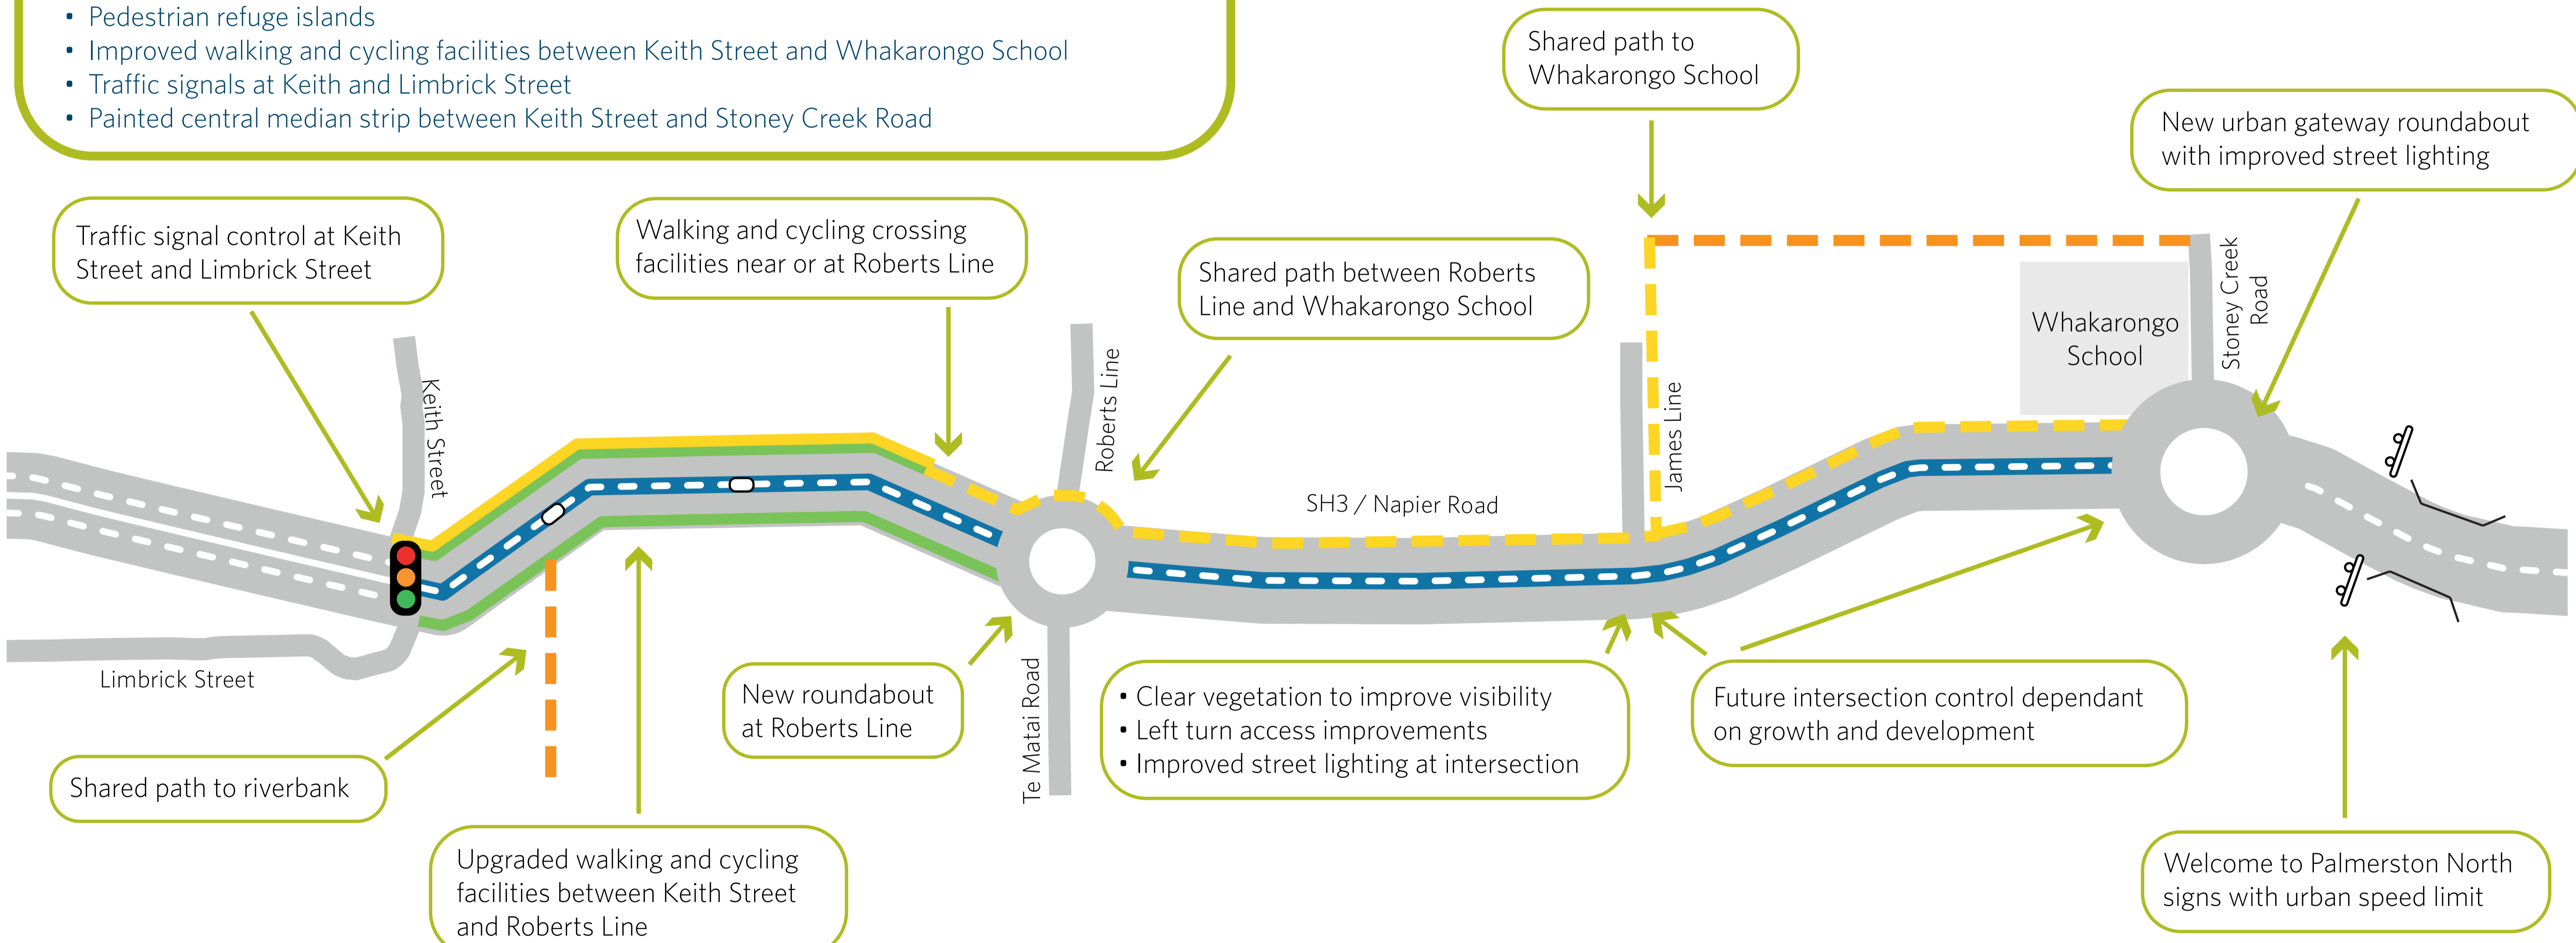 • Pedestrian refuge islands
• Improved walking and cycling facilities between Keith Street and Whakarongo School
• Traffic signals at Keith and Limbrick Street
• Painted central median strip between Keith Street and Stoney Creek Road
Shared path to
Whakarongo School
New urban gateway roundabout
with improved street lighting
Traffic signal control at Keith
Street and Limbrick Street
Walking and cycling crossing
facilities near or at Roberts Line
Shared path between Roberts
Line and Whakarongo School
Keith Street
Roberts Line
James Line
Whakarongo
School
Stoney Creek
Road
SH3 / Napier Road
Limbrick Street
Te Matai Road
Shared path to riverbank
Upgraded walking and cycling
facilities between Keith Street
and Roberts Line
New roundabout
at Roberts Line
• Clear vegetation to improve visibility
• Left turn access improvements
• Improved street lighting at intersection
Future intersection control dependant
on growth and development
Welcome to Palmerston North
signs with urban speed limit